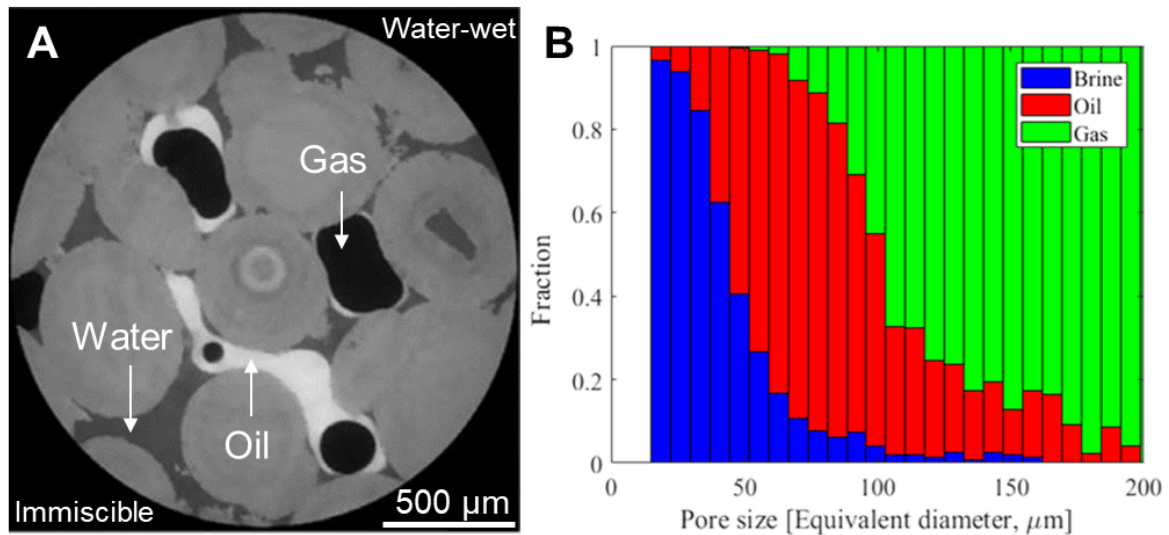 A
Water-wet
Gas
Water
Oil
Immiscible
500 μm
B
1
0.8
0.6
0.4
0.2
0
Fraction
Brine
Oil
Gas
0
50
100
150
200
Pore size [Equivalent diameter, μm]